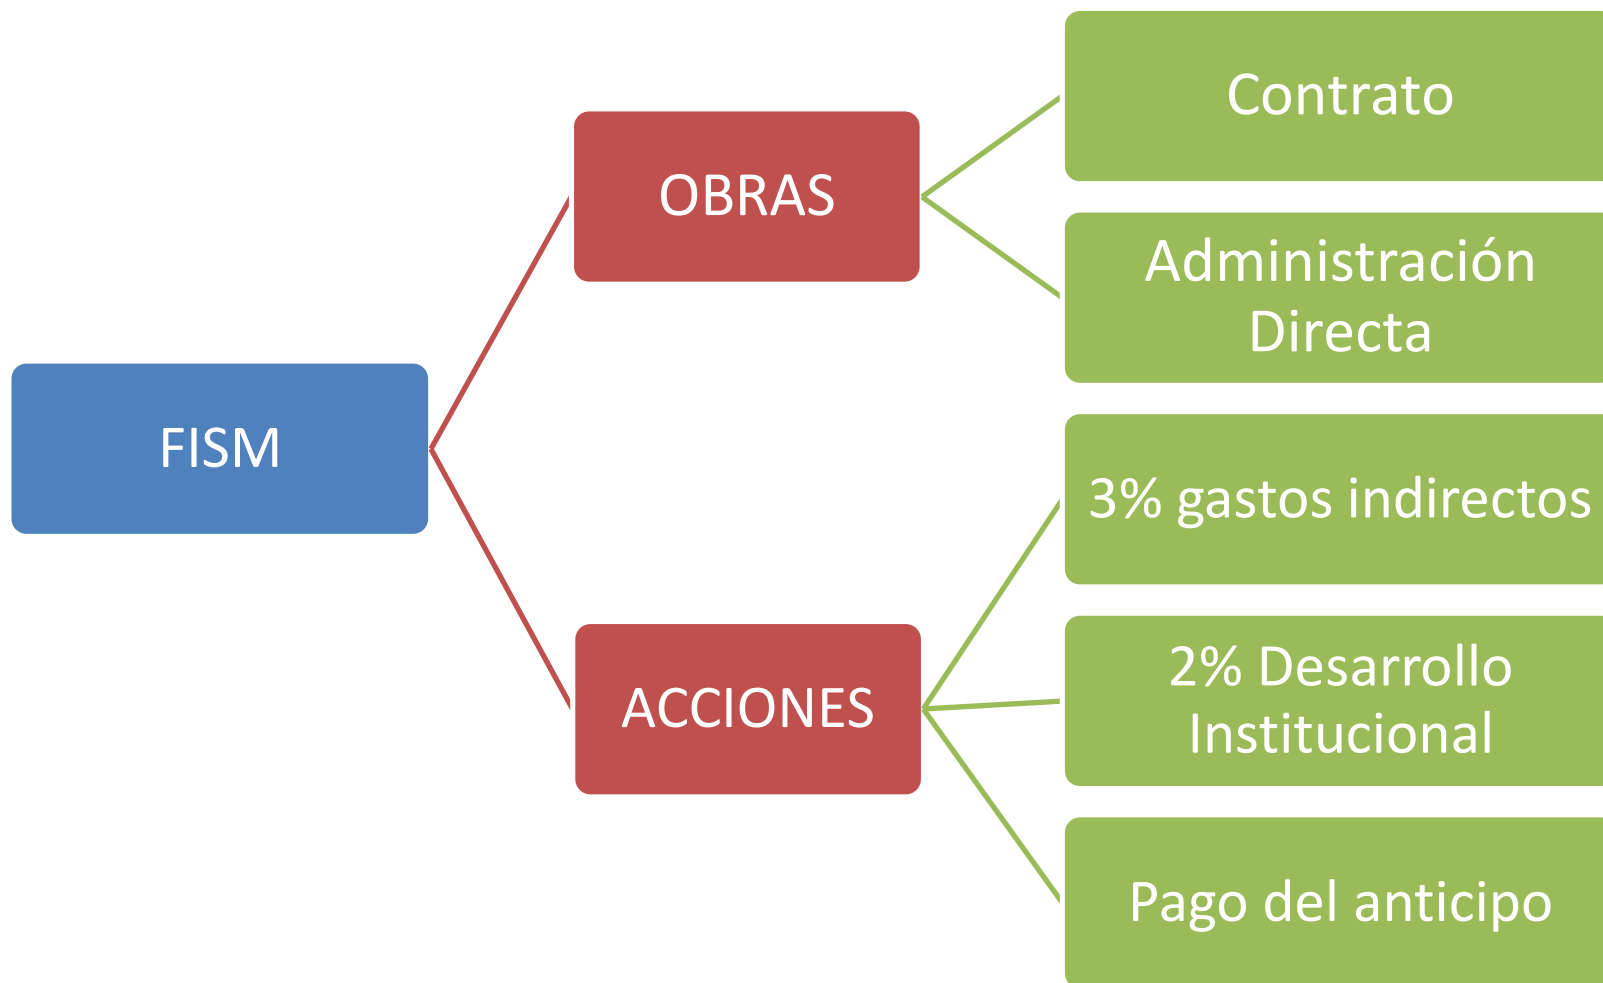 FISM
OBRAS
Contrato
Administración
Directa
ACCIONES
3% gastos indirectos
2% Desarrollo
Institucional
Pago del anticipo